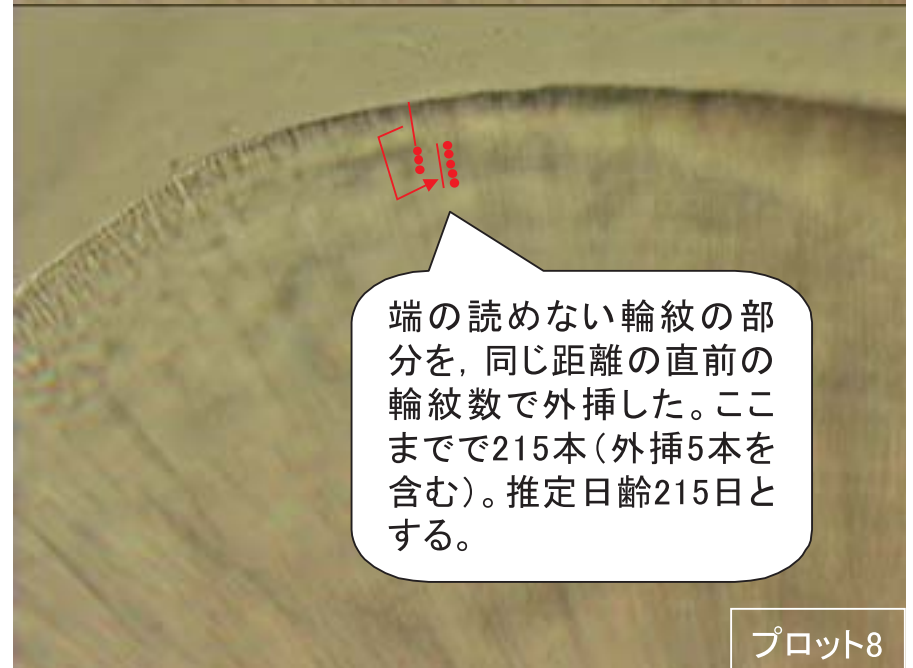 端の読めない輪紋の部
分を，同じ距離の直前の
輪紋数で外挿した。ここ
までで215本（外挿5本を
含む）。推定日齢215日と
する。
プロット8